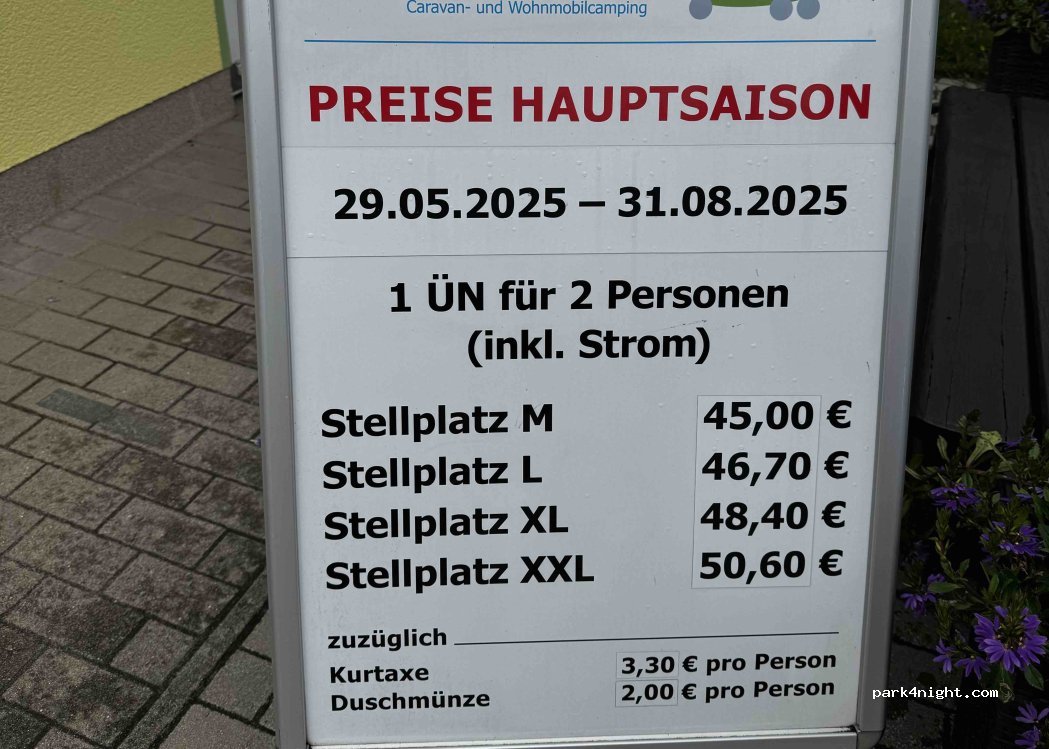 Caravan- und Wohnmobilcamping
PREISE HAUPTSAISON
29.05.2025 – 31.08.2025
1 ÜN für 2 Personen
(inkl. Strom)
Stellplatz M 45,00 €
Stellplatz L 46,70 €
Stellplatz XL 48,40 €
Stellplatz XXL 50,60 €
zuzüglich
Kurtaxe 3,30 € pro Person
Duschmünze 2,00 € pro Person
park4night.com